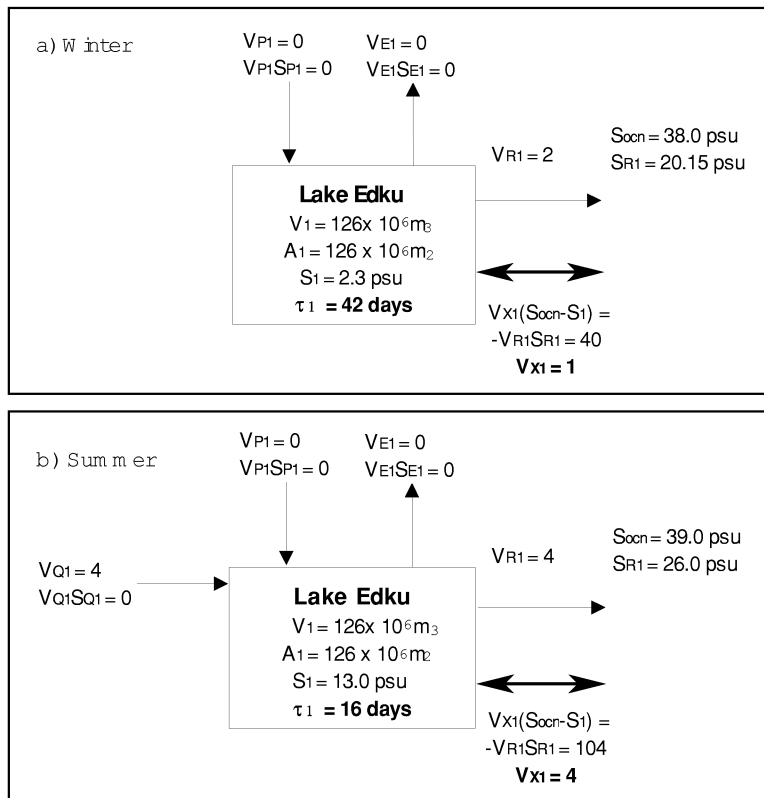 a) Winter
VP1 = 0
VP1SP1 = 0
VE1 = 0
VE1SE1 = 0
VR1 = 2
Socn = 38.0 psu
SR1 = 20.15 psu
Lake Edku
V1 = 126x 106m3
A1 = 126 x 106m2
S1 = 2.3 psu
τ1 = 42 days
VX1(Socn-S1) =
-VR1SR1 = 40
VX1 = 1
b) Summer
VP1 = 0
VP1SP1 = 0
VE1 = 0
VE1SE1 = 0
VQ1 = 4
VQ1SQ1 = 0
VR1 = 4
Socn = 39.0 psu
SR1 = 26.0 psu
Lake Edku
V1 = 126x 106m3
A1 = 126 x 106m2
S1 = 13.0 psu
τ1 = 16 days
VX1(Socn-S1) =
-VR1SR1 = 104
VX1 = 4